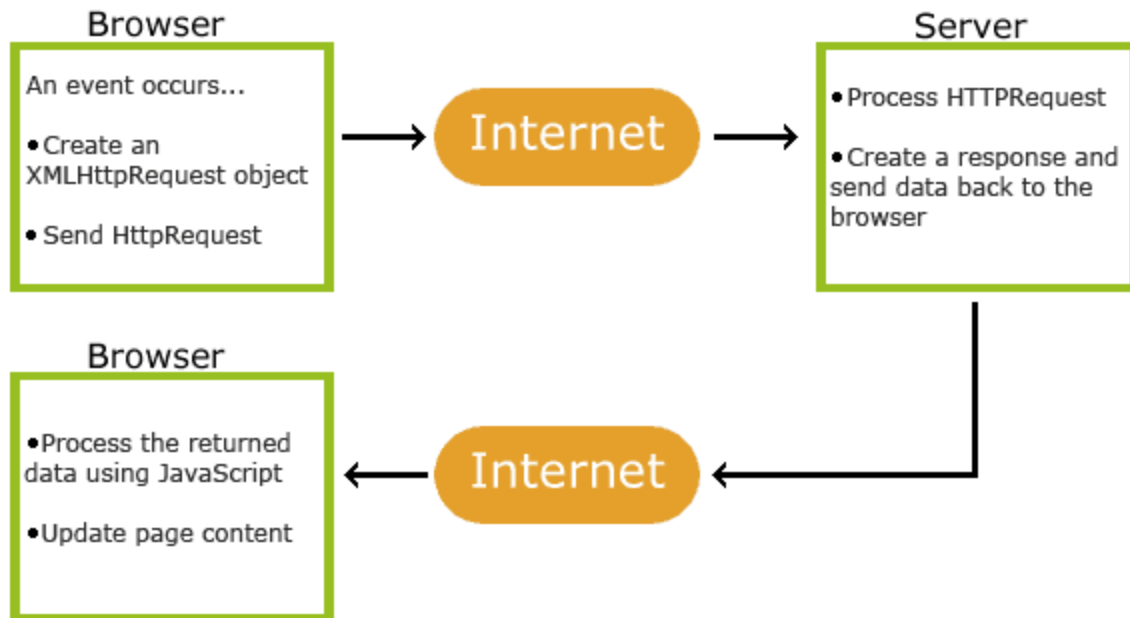 Browser
An event occurs...
•Create an
XMLHttpRequest object
• Send HttpRequest
Internet
Server
•Process HTTPRequest
•Create a response and
send data back to the
browser
Browser
•Process the returned
data using JavaScript
•Update page content
Internet